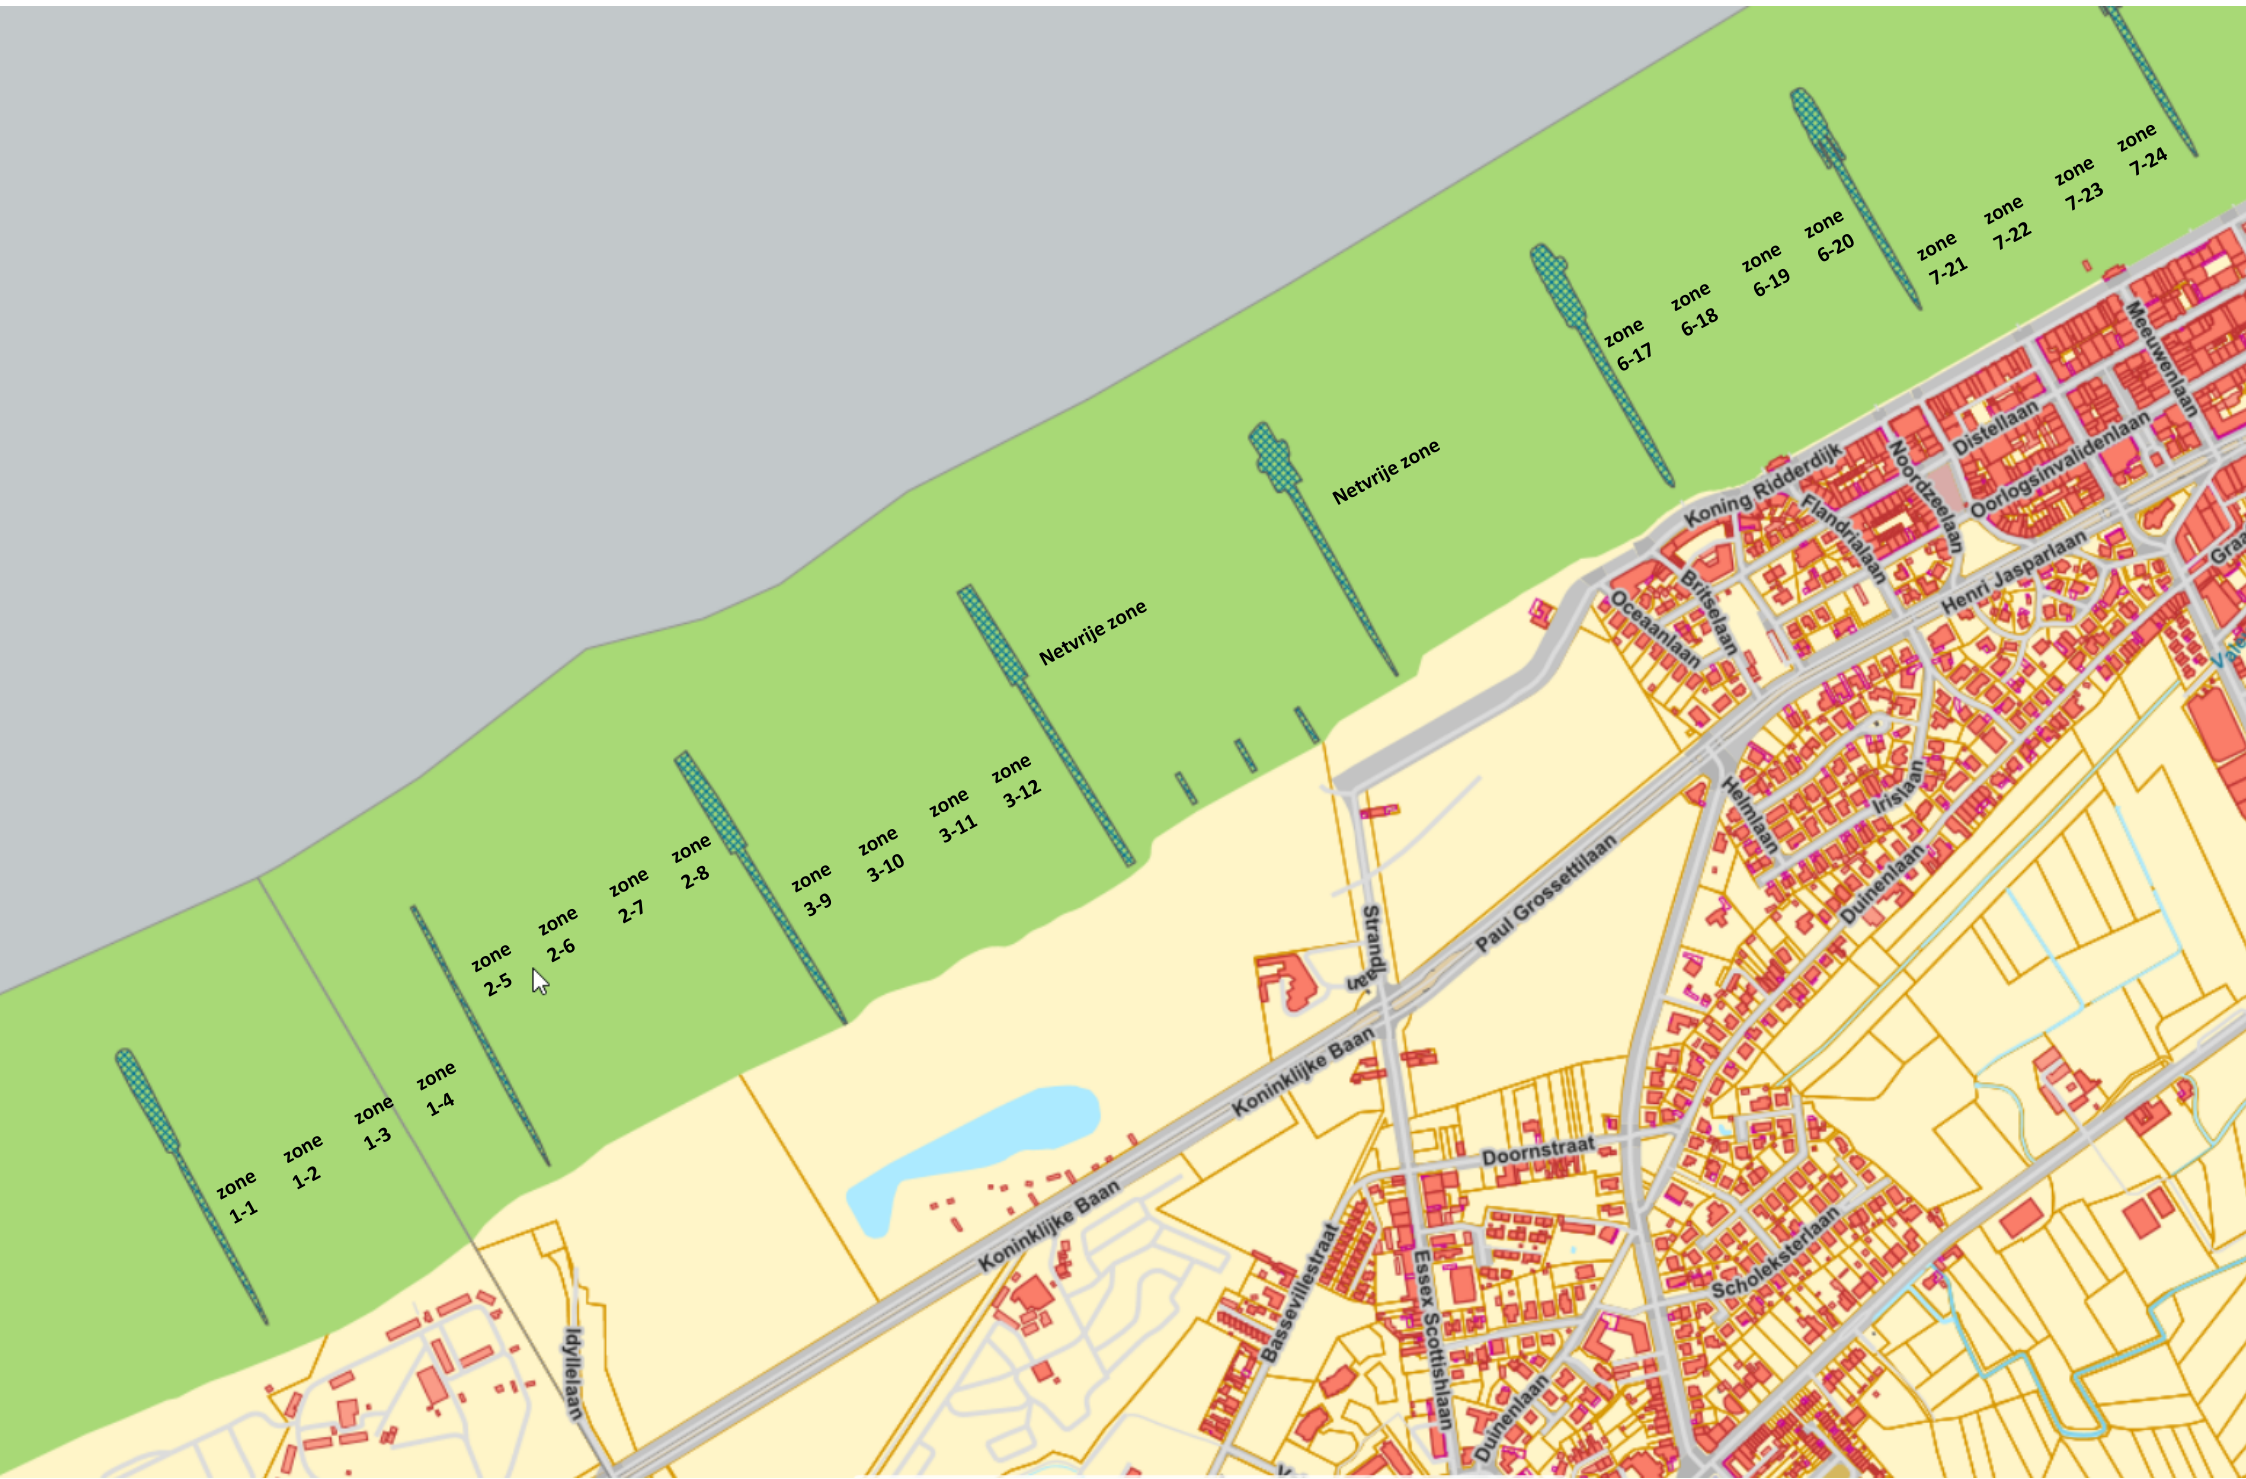 zone
7-24
zone
7-23
zone
7-22
zone
7-21
zone
6-20
zone
6-19
zone
6-18
zone
6-17
Netvrije zone
Netvrije zone
zone
3-12
zone
3-11
zone
3-10
zone
3-9
zone
2-8
zone
2-7
zone
2-6
zone
2-5
zone
1-4
zone
1-3
zone
1-2
zone
1-1
Meeuwenlaan
Distellaan
Oorlogsinvalidenlaan
Noordzeelaan
Koning Ridderdijk
Flandrialaan
Henri Jasparlaan
Britselaan
Oceaanlaan
Helmlaan
Irislaan
Duinenlaan
Paul Grossettilaan
Strandl
aan
Koninklijke Baan
Koninklijke Baan
Doornstraat
Scholeksterlaan
Essex Scottishlaan
Bassevillestraat
Duinenlaan
Idyllelaan